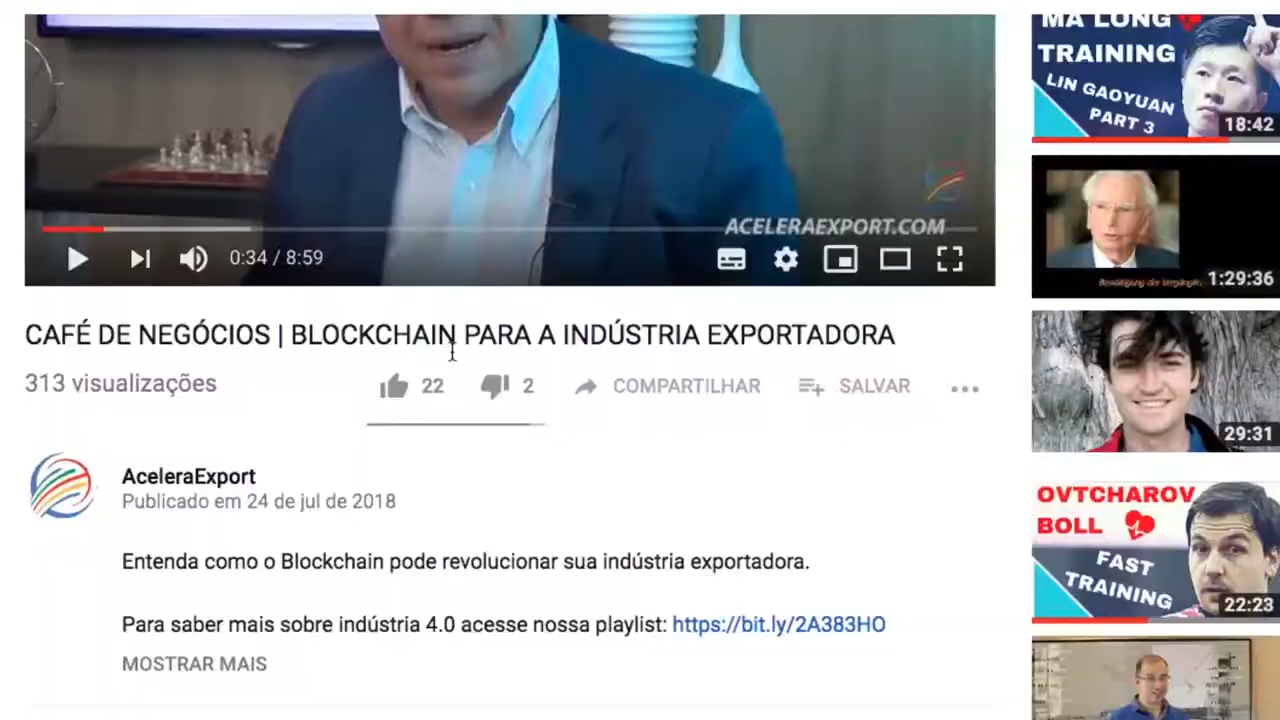 ACELERAEXPORT.COM
0:34 / 8:59
CAFÉ DE NEGÓCIOS | BLOCKCHAIN PARA A INDÚSTRIA EXPORTADORA
313 visualizações
22
2
COMPARTILHAR
SALVAR
AceleraExport
Publicado em 24 de jul de 2018
Entenda como o Blockchain pode revolucionar sua indústria exportadora.
Para saber mais sobre indústria 4.0 acesse nossa playlist: https://bit.ly/2A383HO
MOSTRAR MAIS
MA LONG
TRAINING
LIN GAOYUAN
PART 3
18:42
1:29:36
29:31
OVTCHAROV
BOLL
FAST
TRAINING
22:23